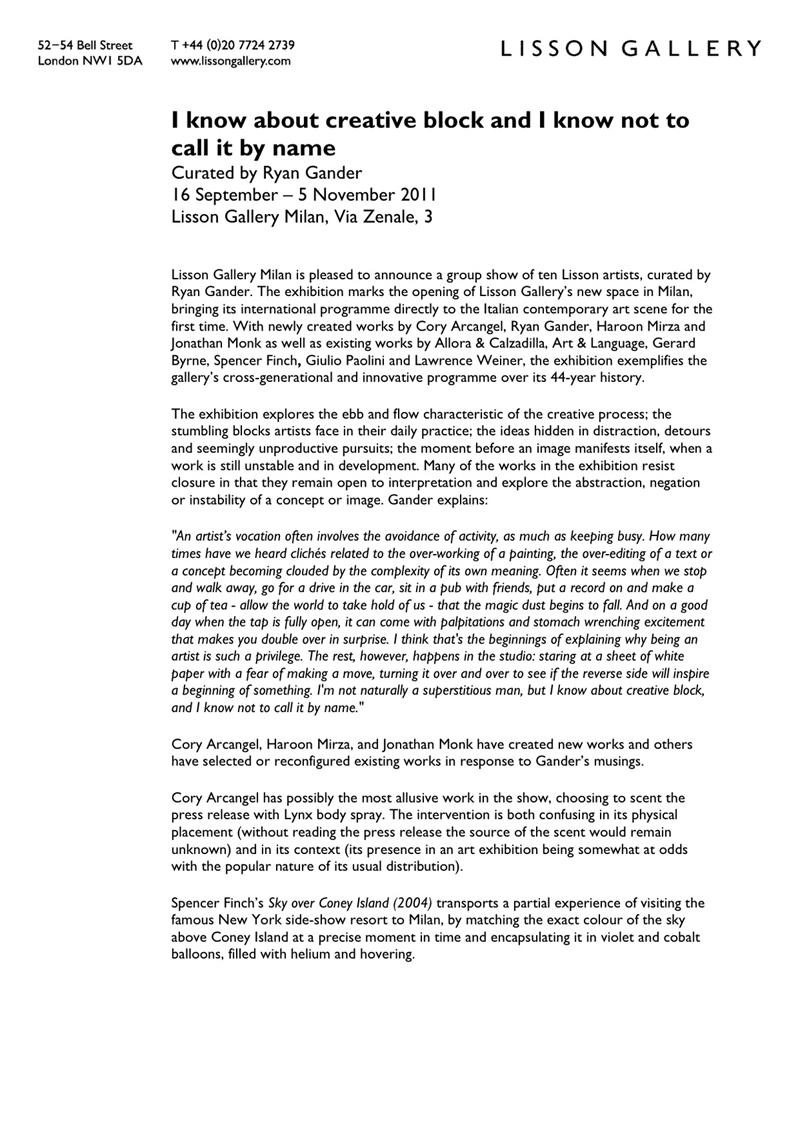 52–54 Bell Street
London NW1 5DA
T +44 (0)20 7724 2739
www.lissongallery.com
LISSON GALLERY
I know about creative block and I know not to
call it by name
Curated by Ryan Gander
16 September – 5 November 2011
Lisson Gallery Milan, Via Zenale, 3
Lisson Gallery Milan is pleased to announce a group show of ten Lisson artists, curated by
Ryan Gander. The exhibition marks the opening of Lisson Gallery's new space in Milan,
bringing its international programme directly to the Italian contemporary art scene for the
first time. With newly created works by Cory Arcangel, Ryan Gander, Haroon Mirza and
Jonathan Monk as well as existing works by Allora & Calzadilla, Art & Language, Gerard
Byrne, Spencer Finch, Giulio Paolini and Lawrence Weiner, the exhibition exemplifies the
gallery's cross-generational and innovative programme over its 44-year history.
The exhibition explores the ebb and flow characteristic of the creative process; the
stumbling blocks artists face in their daily practice; the ideas hidden in distraction, detours
and seemingly unproductive pursuits; the moment before an image manifests itself, when a
work is still unstable and in development. Many of the works in the exhibition resist
closure in that they remain open to interpretation and explore the abstraction, negation
or instability of a concept or image. Gander explains:
"An artist's vocation often involves the avoidance of activity, as much as keeping busy. How many
times have we heard clichés related to the over-working of a painting, the over-editing of a text or
a concept becoming clouded by the complexity of its own meaning. Often it seems when we stop
and walk away, go for a drive in the car, sit in a pub with friends, put a record on and make a
cup of tea - allow the world to take hold of us - that the magic dust begins to fall. And on a good
day when the tap is fully open, it can come with palpitations and stomach wrenching excitement
that makes you double over in surprise. I think that's the beginnings of explaining why being an
artist is such a privilege. The rest, however, happens in the studio: staring at a sheet of white
paper with a fear of making a move, turning it over and over to see if the reverse side will inspire
a beginning of something. I'm not naturally a superstitious man, but I know about creative block,
and I know not to call it by name."
Cory Arcangel, Haroon Mirza, and Jonathan Monk have created new works and others
have selected or reconfigured existing works in response to Gander's musings.
Cory Arcangel has possibly the most allusive work in the show, choosing to scent the
press release with Lynx body spray. The intervention is both confusing in its physical
placement (without reading the press release the source of the scent would remain
unknown) and in its context (its presence in an art exhibition being somewhat at odds
with the popular nature of its usual distribution).
Spencer Finch's Sky over Coney Island (2004) transports a partial experience of visiting the
famous New York side-show resort to Milan, by matching the exact colour of the sky
above Coney Island at a precise moment in time and encapsulating it in violet and cobalt
balloons, filled with helium and hovering.